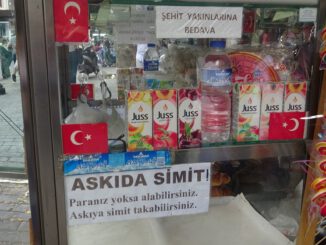 ŞEHİT YAKINLARINA
BEDAVA
Juss Juss Juss Juss Juss
ASKIDA SİMİT!
Paranız yoksa alabilirsiniz.
Askıya simit takabilirsiniz.